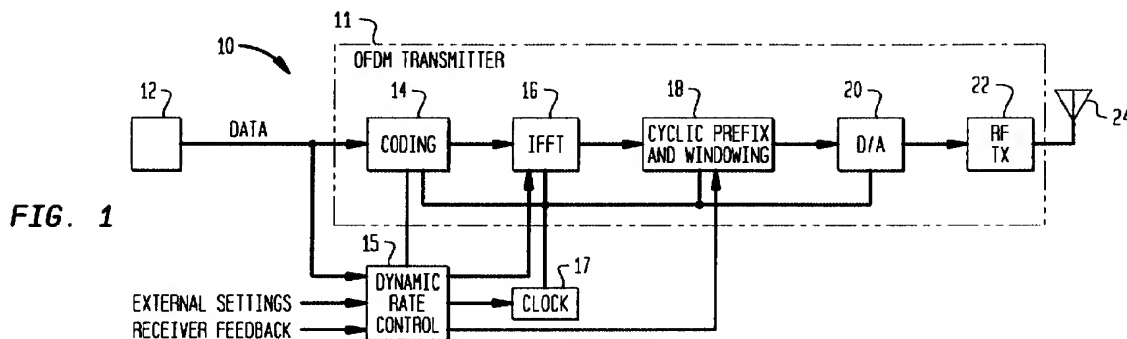 10
11
OFDM TRANSMITTER
12
DATA
14
CODING
16
IFFT
18
CYCLIC PREFIX
AND WINDOWING
20
D/A
22
RF
TX
24
FIG. 1
15
DYNAMIC
RATE
CONTROL
17
CLOCK
EXTERNAL SETTINGS
RECEIVER FEEDBACK